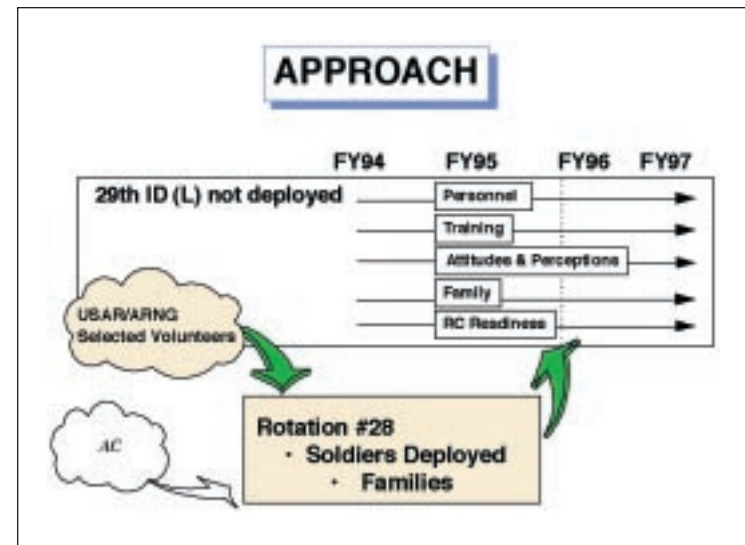 APPROACH
FY94 FY95 FY96 FY97
29th ID (L) not deployed
Personnel
Training
Attitudes & Perceptions
Family
RC Readiness
USAR/ARNG
Selected Volunteers
AC
Rotation #28
· Soldiers Deployed
· Families